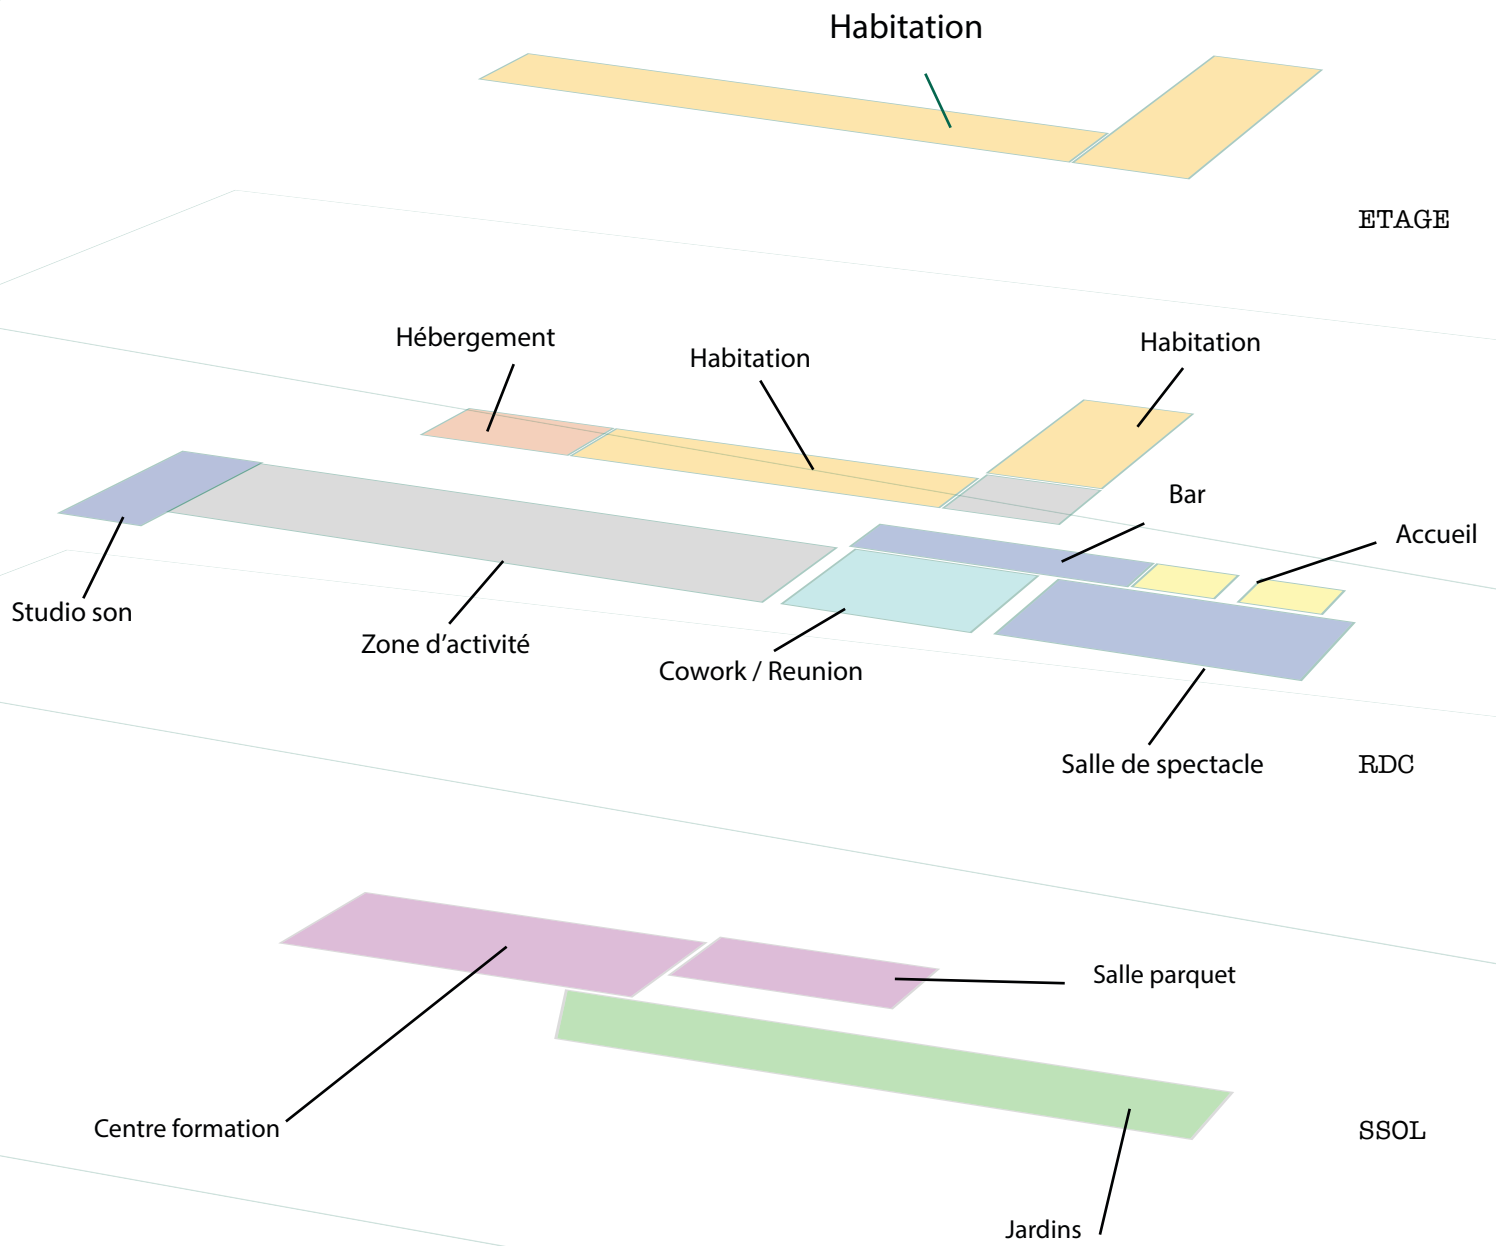 Habitation
ETAGE
Hébergement
Habitation
Habitation
Bar
Accueil
Studio son
Zone d’activité
Cowork / Reunion
Salle de spectacle
RDC
Salle parquet
Centre formation
SSOL
Jardins